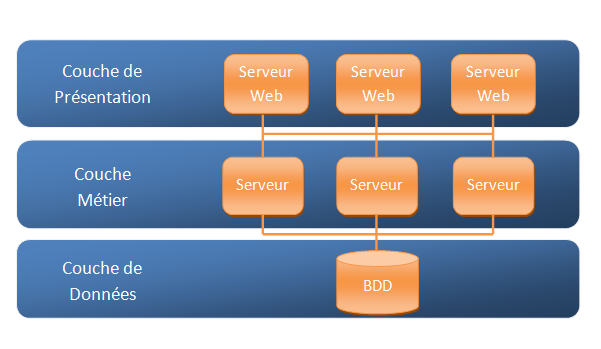 Couche de
Présentation
Serveur
Web
Serveur
Web
Serveur
Web
Couche
Métier
Serveur
Serveur
Serveur
Couche de
Données
BDD